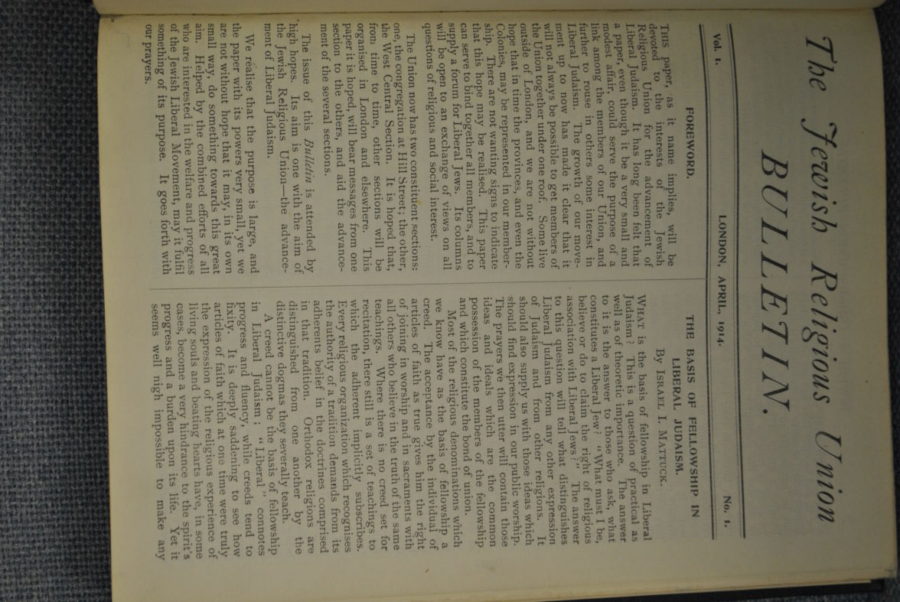 The Jewish Religious Union
BULLETIN.
Vol. 1. LONDON, APRIL, 1914. No. 1.
FOREWORD.
This paper, as it name implies, will be
devoted to the interests of the Jewish
Religious Union for the advancement of
Liberal Judaism. It has long been felt that
a paper, even though it be a very small and
modest affair, could serve the purpose of a
link among the members of our Union and
further to rouse in others some interest in
Liberal Judaism. The growth of our move-
ment up to now has made it clear that it
will not always be possible to get members of
the Union together under one roof. Some live
outside of London, and we are not without
hope that in time the provinces, and even the
Colonies, may be represented in our member-
ship. There are not wanting signs to indicate
that this hope may be realised. This paper
can serve to bind together all members, and to
supply a forum for Liberal Jews. Its columns
will be open to an exchange of views on all
questions of religious and social interest.
The Union now has two constituent sections:
one, the congregation at Hill Street; the other,
the West Central Section. It is hoped that,
from time to time, other sections will be
organised in London and elsewhere. This
paper it is hoped, will bear messages from one
section to the others, and aid the advance-
ment of the several sections.
The issue of this Bulletin is attended by
high hopes. Its aim is one with the aim of
the Jewish Religious Union—the advance-
ment of Liberal Judaism.
We realise that the purpose is large, and
the paper with its powers very small, yet we
are not without hope that it may, in its own
small way, do something towards this great
aim. Helped by the combined efforts of all
who are interested in the welfare and progress
of the Jewish Liberal Movement, may it fulfil
something of its purpose. It goes forth with
our prayers.
THE BASIS OF FELLOWSHIP IN
LIBERAL JUDAISM.
By Israel I. Mattuck.
What is the basis of fellowship in Liberal
Judaism? This is a question of practical as
well as of theoretic importance. The answer
to it is the answer to those who ask, what
constitutes a Liberal Jew? "What must I be,
believe or do to claim the right of religious
association with Liberal Jews?" The answer
to this question will tell what distinguishes
Liberal Judaism from any other expression
of Judaism and from other religions. It
should also supply us with those ideas which
should find expression in our public worship.
The prayers we then utter will contain those
ideas and ideals which are the common
possession of the members of the fellowship
and which constitute the bond of union.
Most of the religious denominations which
we know have as the basis of fellowship a
creed. The acceptance by the individual of
articles of faith as true gives him the right
of joining in worship and in sacraments with
all others who believe in the truth of the same
teachings. Where there is no creed set for
recitation, there still is a set of teachings to
which the adherent implicitly subscribes.
Every religious organization which recognises
the authority of a tradition demands from its
adherents belief in the doctrines comprised
in that tradition. Orthodox religions are
distinguished from one another by the
distinctive dogmas they severally teach.
A creed cannot be the basis of fellowship
in Liberal Judaism; "Liberal" connotes
progress and fluency, while creeds tend to
fixity. It is deeply saddening to see how
articles of faith which at one time were truly
the expression of the religious experience of
living souls and beating hearts have, in some
cases, become a very hindrance to the spirit's
progress and a burden upon its life. Yet it
seems well nigh impossible to make any